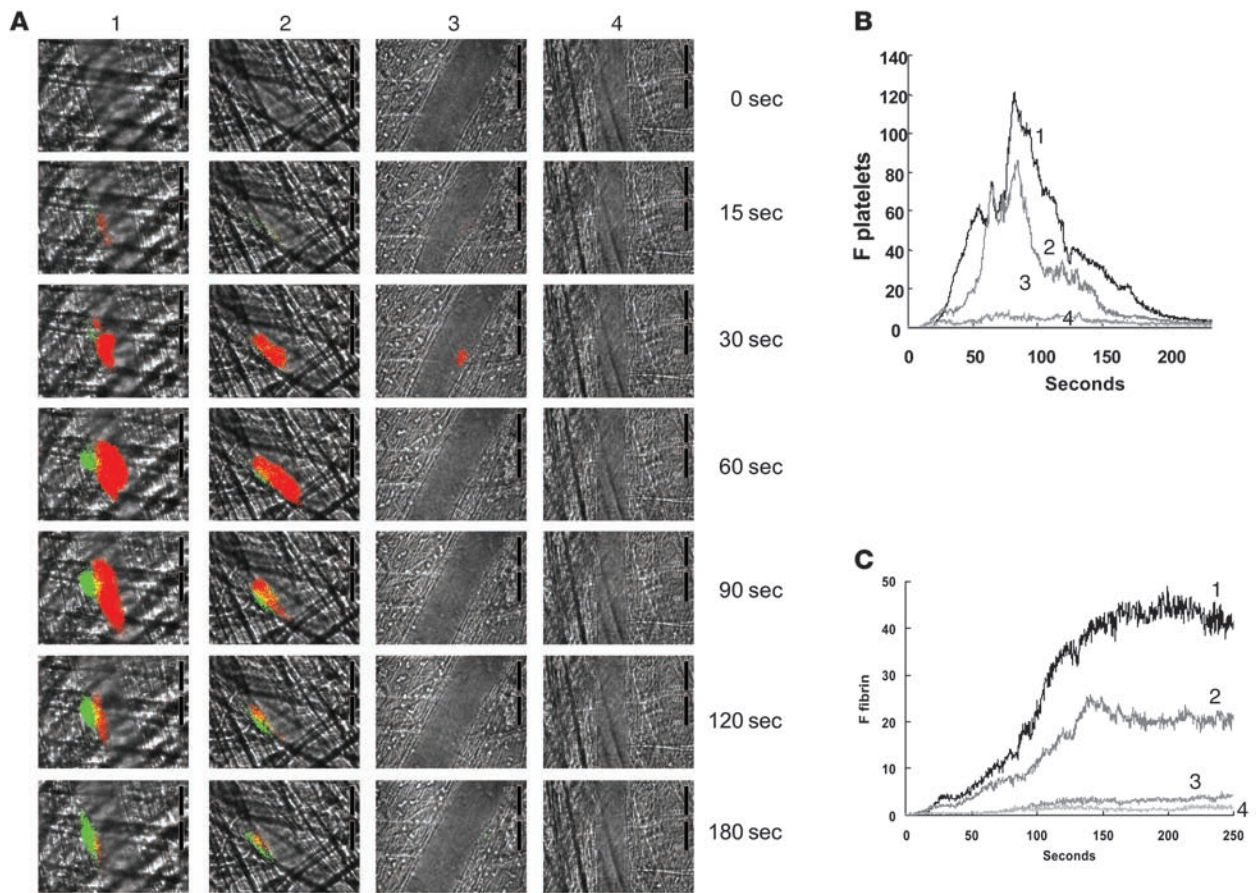 A
1 2 3 4
0 sec
15 sec
30 sec
60 sec
90 sec
120 sec
180 sec
B
140
120
100
80
60
40
20
0
F platelets
1
2
3
4
0 50 100 150 200
Seconds
C
50
40
30
20
10
0
F fibrin
1
2
3
4
0 50 100 150 200 250
Seconds